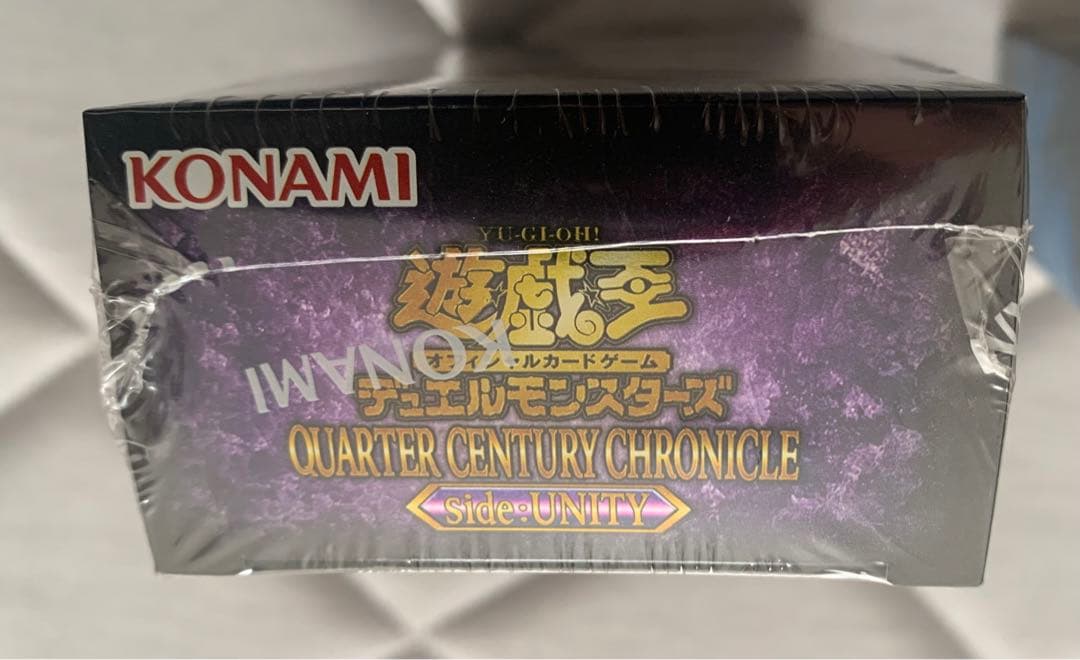 KONAMI
YU-GI-OH!
遊☆戯☆王
オフィシャルカードゲーム
KONAMI
デュエルモンスターズ
QUARTER CENTURY CHRONICLE
side:UNITY